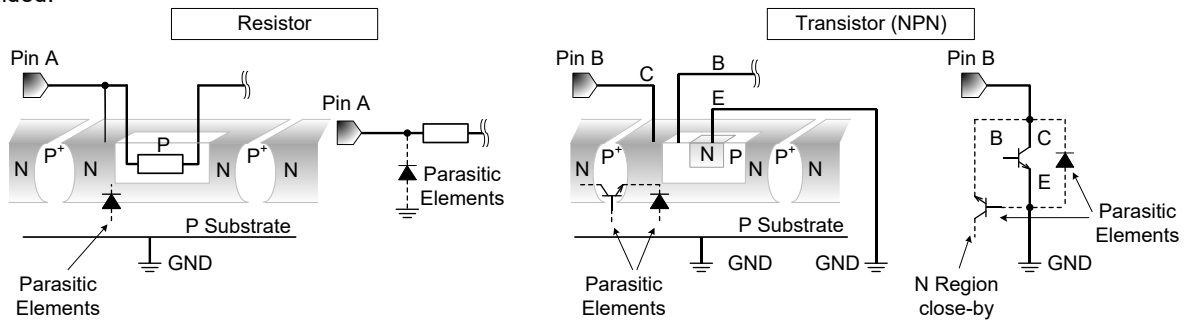 Resistor
Transistor (NPN)
Pin A
Pin A
N
P+
N
P
N
P+
N
Parasitic
Elements
P Substrate
GND
Parasitic
Elements
Pin B
C
B
E
N
P+
N
N
P
N
P+
N
P Substrate
GND
GND
Parasitic
Elements
Pin B
B
C
E
Parasitic
Elements
GND
N Region
close-by